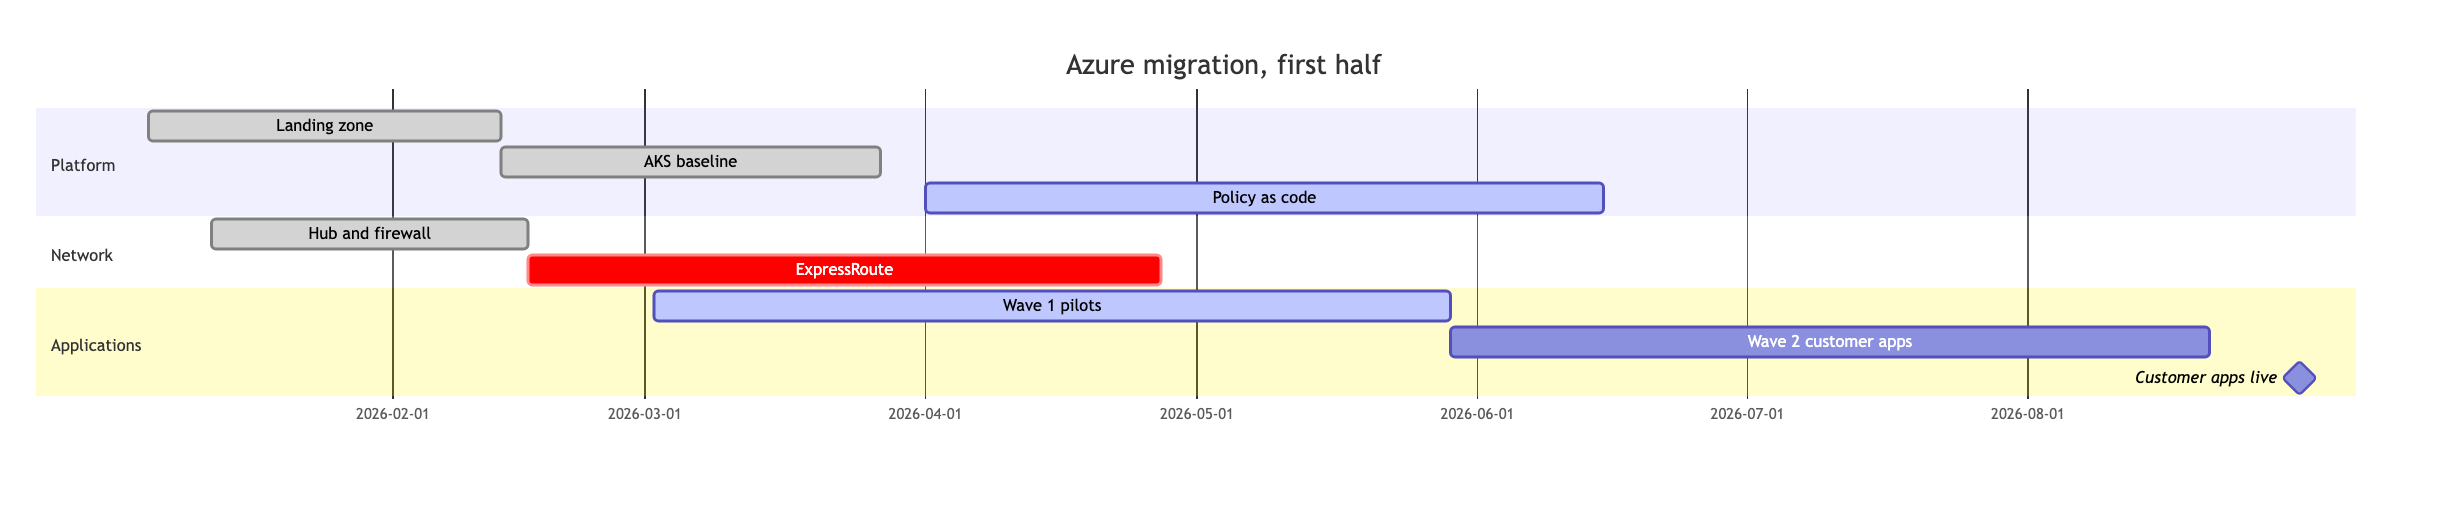 Azure migration, first half
Platform
Landing zone
AKS baseline
Policy as code
Network
Hub and firewall
ExpressRoute
Applications
Wave 1 pilots
Wave 2 customer apps
Customer apps live
2026-02-01
2026-03-01
2026-04-01
2026-05-01
2026-06-01
2026-07-01
2026-08-01